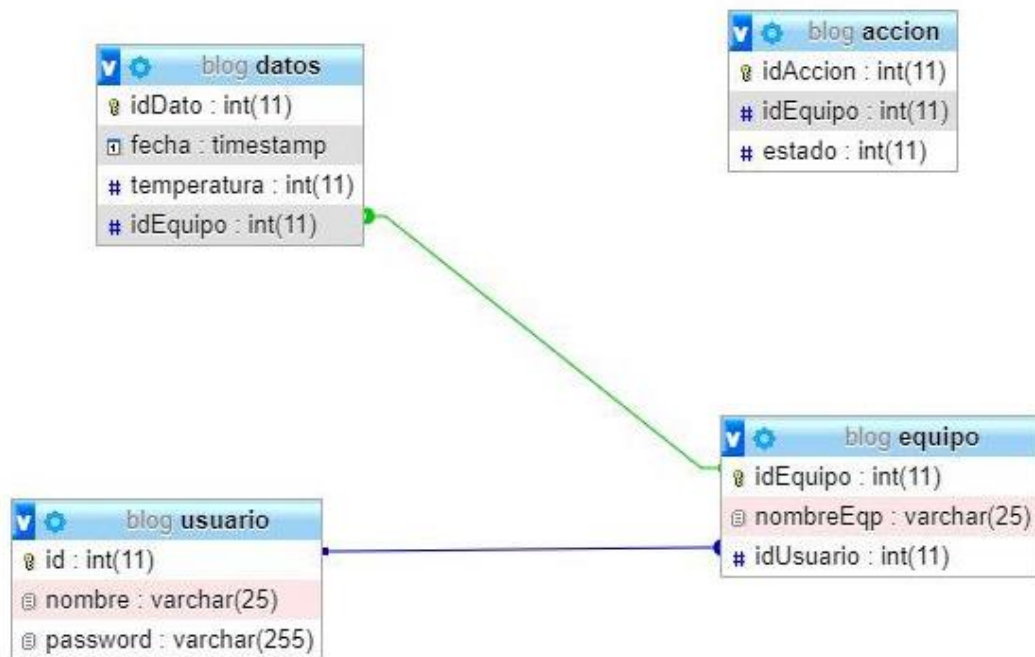 blog datos
idDato : int(11)
fecha : timestamp
# temperatura : int(11)
# idEquipo : int(11)
blog accion
idAccion : int(11)
# idEquipo : int(11)
# estado : int(11)
blog equipo
idEquipo : int(11)
nombreEqp : varchar(25)
# idUsuario : int(11)
blog usuario
id : int(11)
nombre : varchar(25)
password : varchar(255)